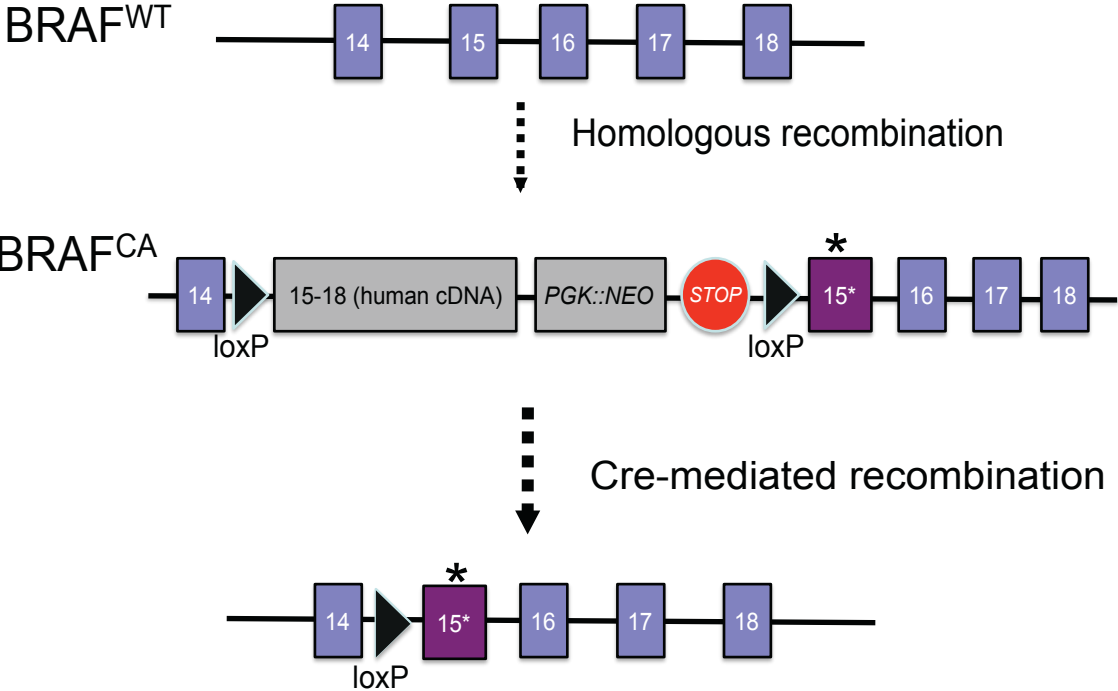 BRAFWT
14 15 16 17 18
Homologous recombination
BRAFCA
*
14 15-18 (human cDNA) PGK::NEO STOP 15* 16 17 18
loxP loxP
Cre-mediated recombination
*
14 15* 16 17 18
loxP